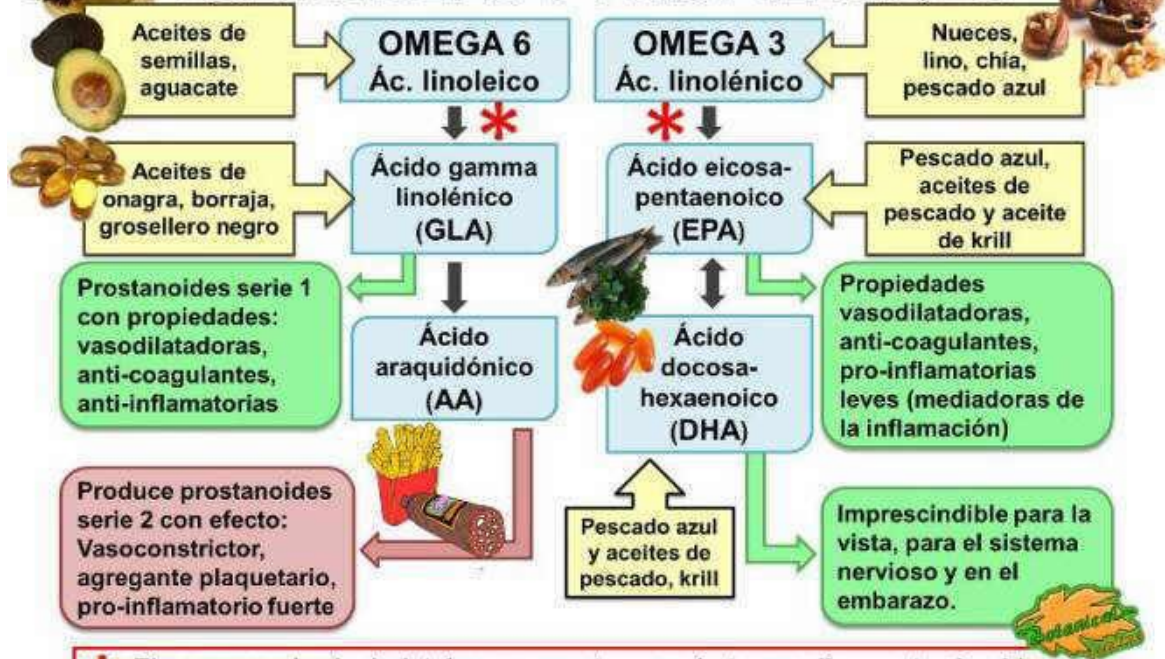 Aceites de
semillas,
aguacate
OMEGA 6
Ác. linoleico
OMEGA 3
Ác. linolénico
Nueces,
lino, chía,
pescado azul
*
*
Aceites de
onagra, borraja,
grosellero negro
Ácido gamma
linolénico
(GLA)
Ácido eicosa-
pentaenoico
(EPA)
Pescado azul,
aceites de
pescado y aceite
de krill
Prostanoides serie 1
con propiedades:
vasodilatadoras,
anti-coagulantes,
anti-inflamatorias
Ácido
araquidónico
(AA)
Ácido
docosa-
hexaenoico
(DHA)
Propiedades
vasodilatadoras,
anti-coagulantes,
pro-inflamatorias
leves (mediadoras de
la inflamación)
Produce prostanoides
serie 2 con efecto:
Vasoconstrictor,
agregante plaquetario,
pro-inflamatorio fuerte
Pescado azul
y aceites de
pescado, krill
Imprescindible para la
vista, para el sistema
nervioso y en el
embarazo.